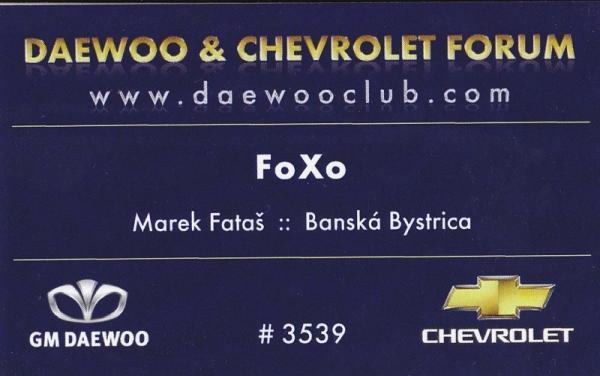 DAEWOO & CHEVROLET FORUM
www.daewooclub.com
FoXo
Marek Fataš :: Banská Bystrica
GM DAEWOO
# 3539
CHEVROLET